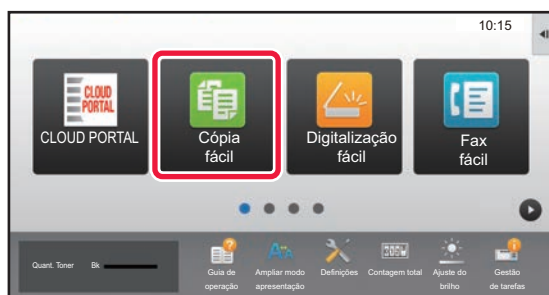 10:15
CLOUD
PORTAL
CLOUD PORTAL
Cópia
fácil
Digitalização
fácil
Fax
fácil
Quant. Toner Bk
Guia de
operação
Ampliar modo
apresentação
Definições
Contagem total
Ajuste do
brilho
Gestão
de tarefas